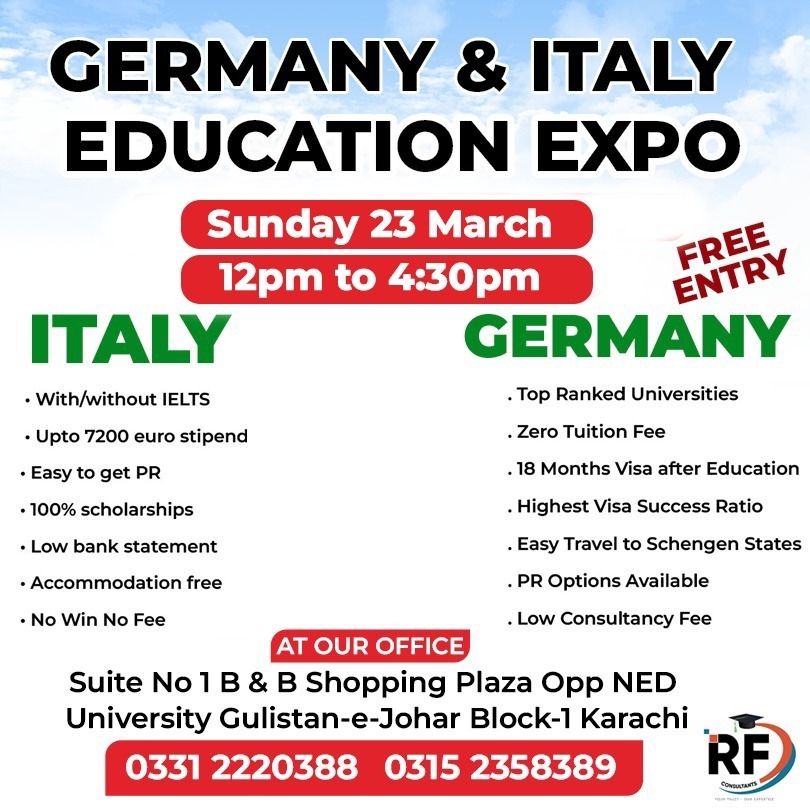 GERMANY & ITALY
EDUCATION EXPO
Sunday 23 March
12pm to 4:30pm
FREE
ENTRY
ITALY
• With/without IELTS
• Upto 7200 euro stipend
• Easy to get PR
• 100% scholarships
• Low bank statement
• Accommodation free
• No Win No Fee
GERMANY
. Top Ranked Universities
. Zero Tuition Fee
. 18 Months Visa after Education
. Highest Visa Success Ratio
. Easy Travel to Schengen States
. PR Options Available
. Low Consultancy Fee
AT OUR OFFICE
Suite No 1 B & B Shopping Plaza Opp NED
University Gulistan-e-Johar Block-1 Karachi
0331 2220388 0315 2358389
RF
CONSULTANTS
YOUR TRUST - OUR EXPERTISE